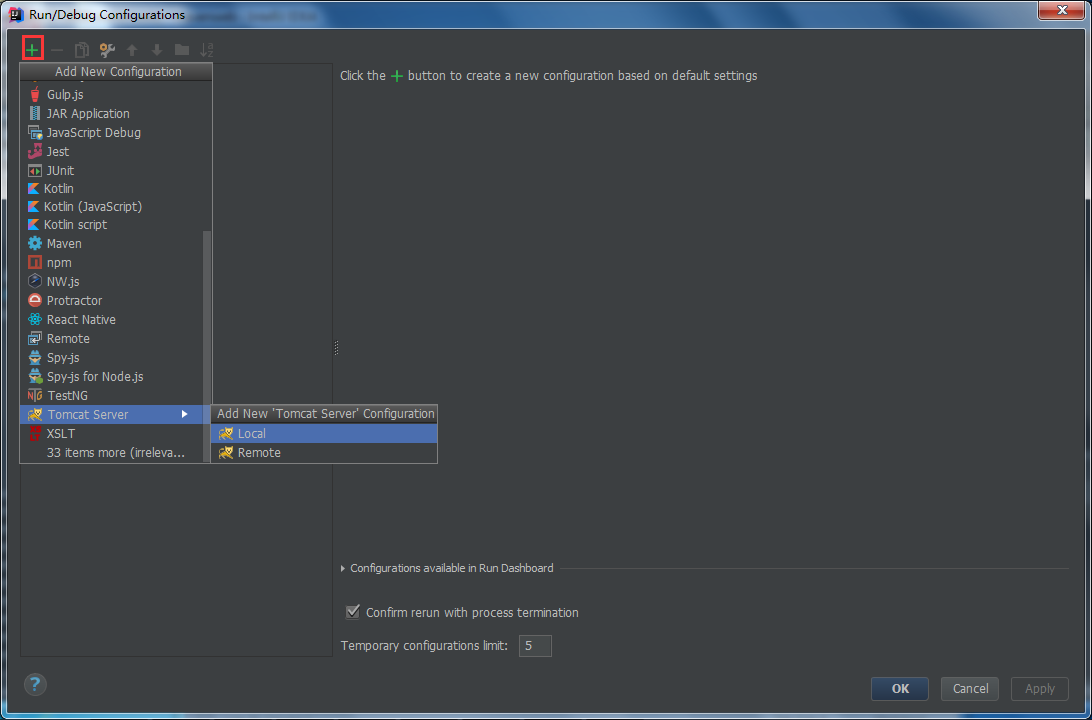 Run/Debug Configurations
Add New Configuration
Click the + button to create a new configuration based on default settings
Gulp.js
JAR Application
JavaScript Debug
Jest
JUnit
Kotlin
Kotlin (JavaScript)
Kotlin script
Maven
npm
NW.js
Protractor
React Native
Remote
Spy-js
Spy-js for Node.js
TestNG
Tomcat Server
XSLT
33 items more (irreleva...
Add New 'Tomcat Server' Configuration
Local
Remote
Configurations available in Run Dashboard
Confirm rerun with process termination
Temporary configurations limit: 5
? OK Cancel Apply